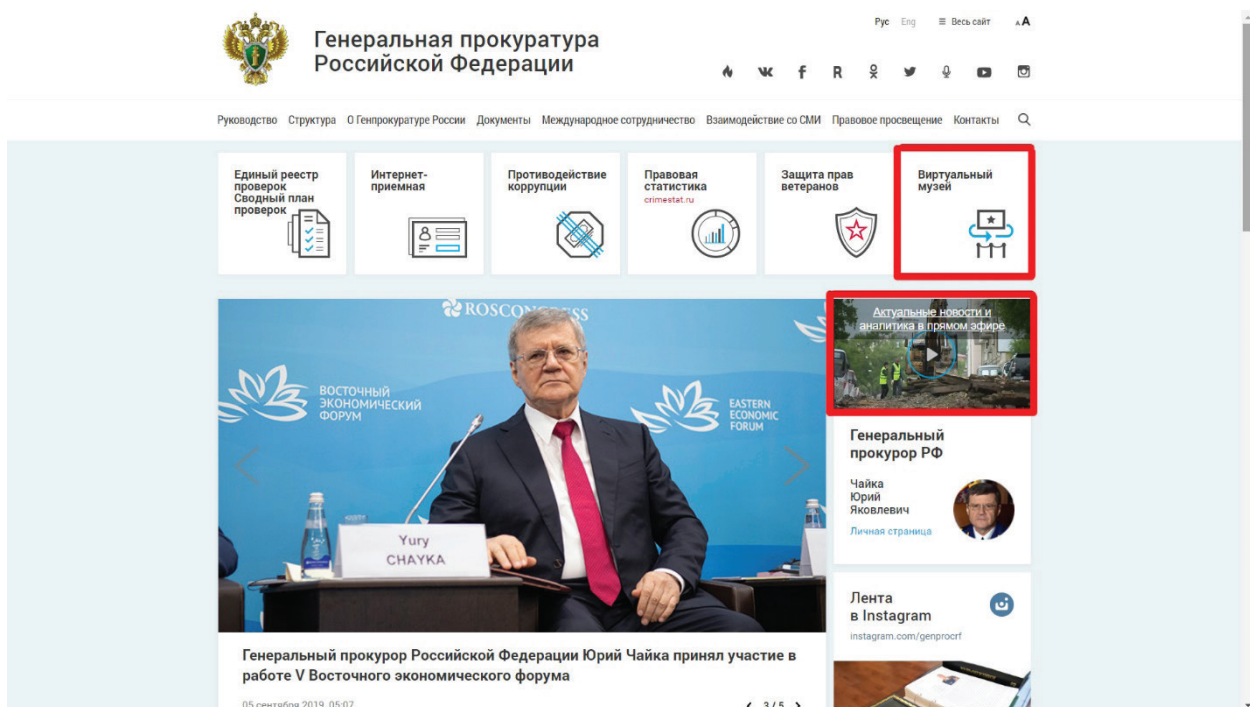 Генеральная прокуратура
Российской Федерации
Рус Eng ≡ Весь сайт А А
Руководство Структура О Генпрокуратуре России Документы Международное сотрудничество Взаимодействие со СМИ Правовое просвещение Контакты
Единый реестр
проверок
Сводный план
проверок
Интернет-
приемная
Противодействие
коррупции
Правовая
статистика
crimestat.ru
Защита прав
ветеранов
Виртуальный
музей
ROSCONGRESS
ВОСТОЧНЫЙ
ЭКОНОМИЧЕСКИЙ
ФОРУМ
EASTERN
ECONOMIC
FORUM
Yury
CHAYKA
Актуальные новости и
аналитика в прямом эфире
Генеральный
прокурор РФ
Чайка
Юрий
Яковлевич
Личная страница
Лента
в Instagram
instagram.com/genprocrf
Генеральный прокурор Российской Федерации Юрий Чайка принял участие в
работе V Восточного экономического форума
05 сентября 2019, 05:07
3 / 5